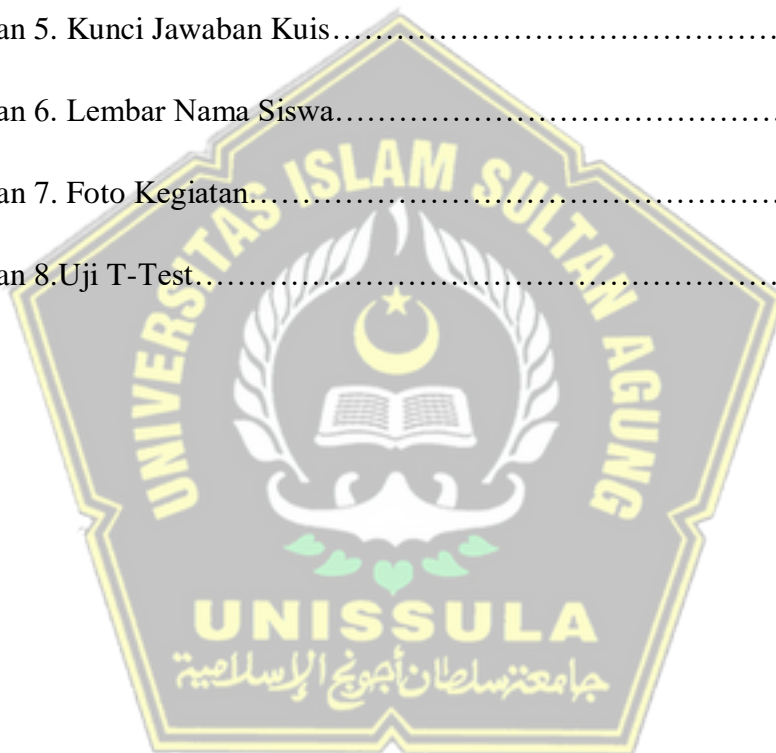 an 5. Kunci Jawaban Kuis……………………………………
an 6. Lembar Nama Siswa……………………………………
an 7. Foto Kegiatan……………………………………………
an 8.Uji T-Test…………………………………………………
UNIVERSITAS ISLAM SULTAN AGUNG
UNISSULA
جامعة سلطان أجونج الإسلامية